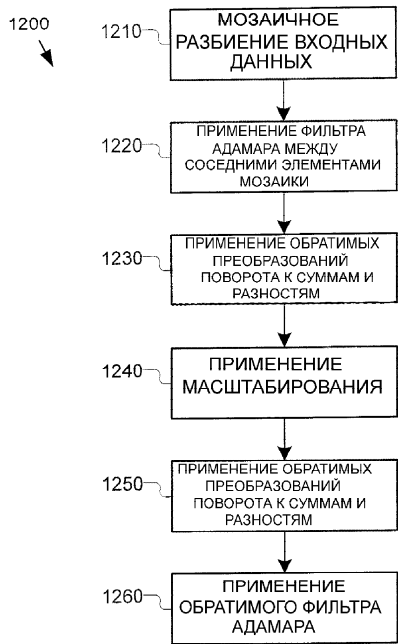 1200
1210
МОЗАИЧНОЕ
РАЗБИЕНИЕ ВХОДНЫХ
ДАННЫХ
1220
ПРИМЕНЕНИЕ ФИЛЬТРА
АДАМАРА МЕЖДУ
СОСЕДНИМИ ЭЛЕМЕНТАМИ
МОЗАИКИ
1230
ПРИМЕНЕНИЕ ОБРАТИМЫХ
ПРЕОБРАЗОВАНИЙ
ПОВОРОТА К СУММАМ И
РАЗНОСТЯМ
1240
ПРИМЕНЕНИЕ
МАСШТАБИРОВАНИЯ
1250
ПРИМЕНЕНИЕ ОБРАТИМЫХ
ПРЕОБРАЗОВАНИЙ
ПОВОРОТА К СУММАМ И
РАЗНОСТЯМ
1260
ПРИМЕНЕНИЕ
ОБРАТИМОГО ФИЛЬТРА
АДАМАРА